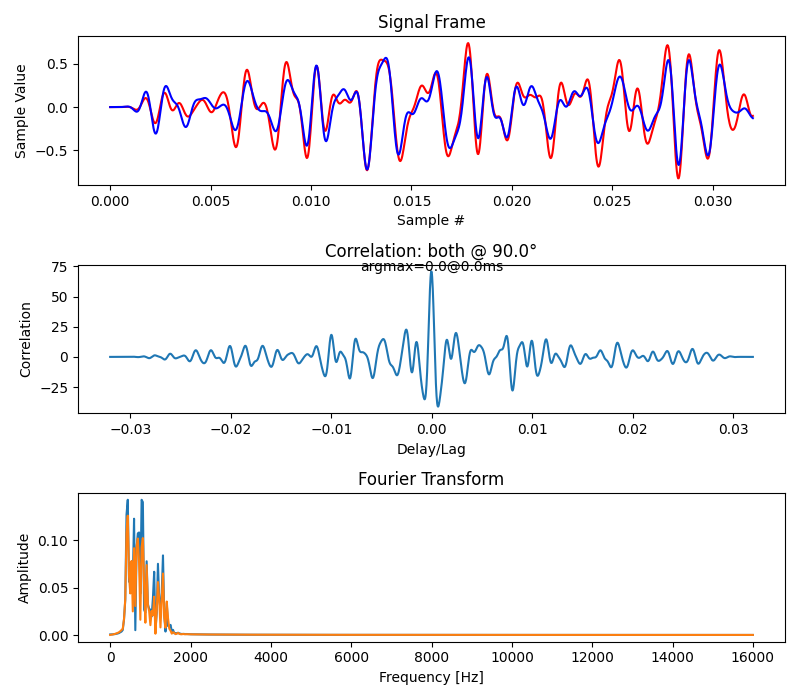 Signal Frame
Sample Value
0.5
0.0
−0.5
0.000 0.005 0.010 0.015 0.020 0.025 0.030
Sample #
Correlation: both @ 90.0°
argmax=0.0@0.0ms
Correlation
75
50
25
0
−25
−0.03 −0.02 −0.01 0.00 0.01 0.02 0.03
Delay/Lag
Fourier Transform
Amplitude
0.10
0.05
0.00
0 2000 4000 6000 8000 10000 12000 14000 16000
Frequency [Hz]